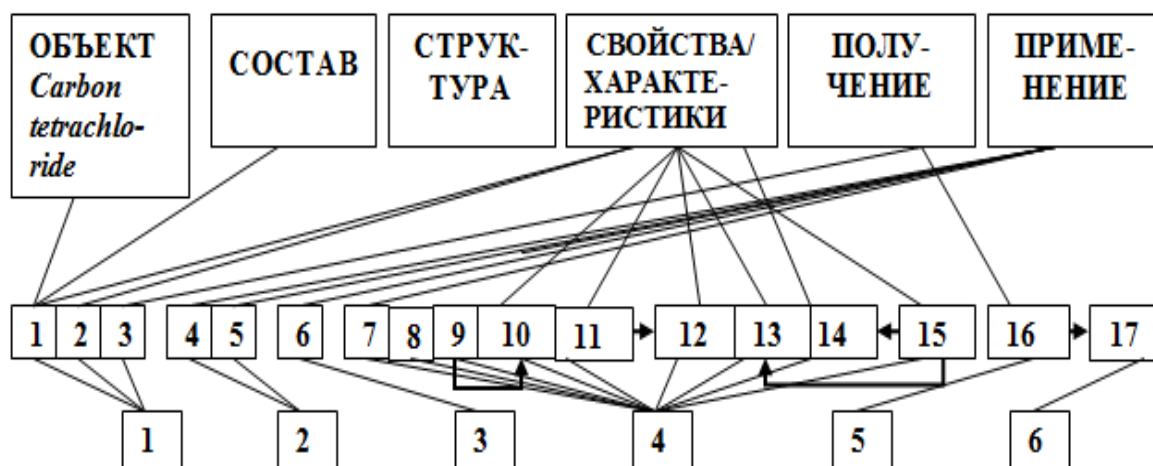 ОБЪЕКТ
Carbon
tetrachlo-
ride
СОСТАВ
СТРУК-
ТУРА
СВОЙСТВА/
ХАРАКТЕ-
РИСТИКИ
ПОЛУ-
ЧЕНИЕ
ПРИМЕ-
НЕНИЕ
1 2 3 4 5 6 7 8 9 10 11 12 13 14 15 16 17
1 2 3 4 5 6